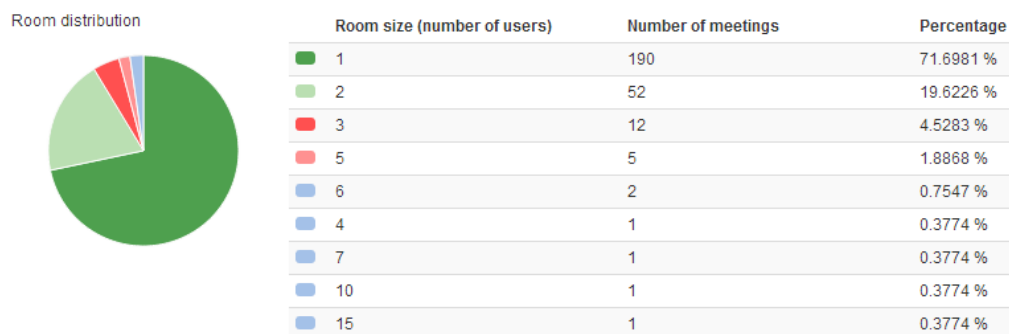 Room distribution
Room size (number of users) Number of meetings Percentage
1 190 71.6981 %
2 52 19.6226 %
3 12 4.5283 %
5 5 1.8868 %
6 2 0.7547 %
4 1 0.3774 %
7 1 0.3774 %
10 1 0.3774 %
15 1 0.3774 %